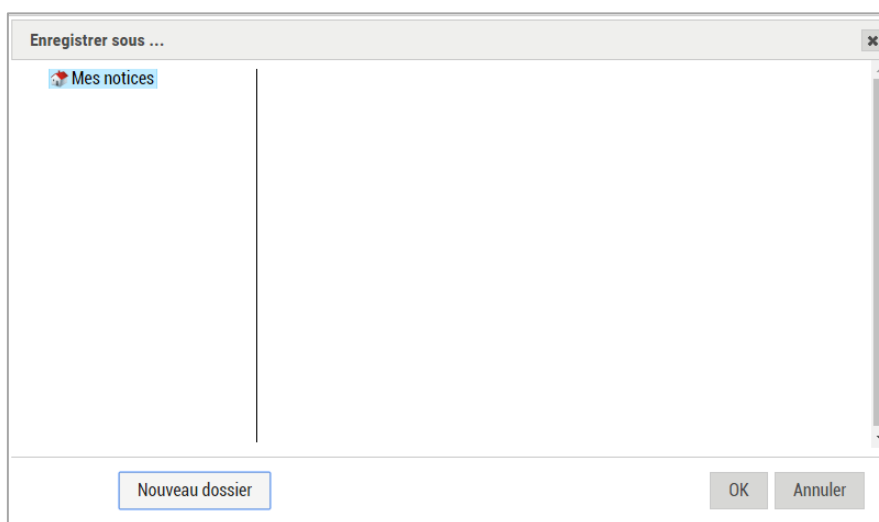 Enregistrer sous ...
Mes notices
Nouveau dossier
OK
Annuler